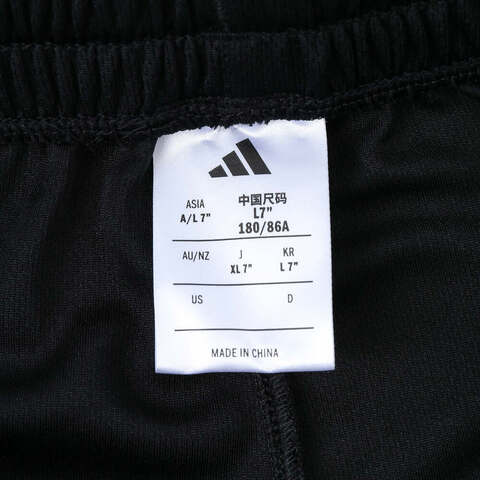 ASIA
A/L 7"
中国尺码
L7"
180/86A
AU/NZ
J
XL 7"
KR
L 7"
US
D
MADE IN CHINA